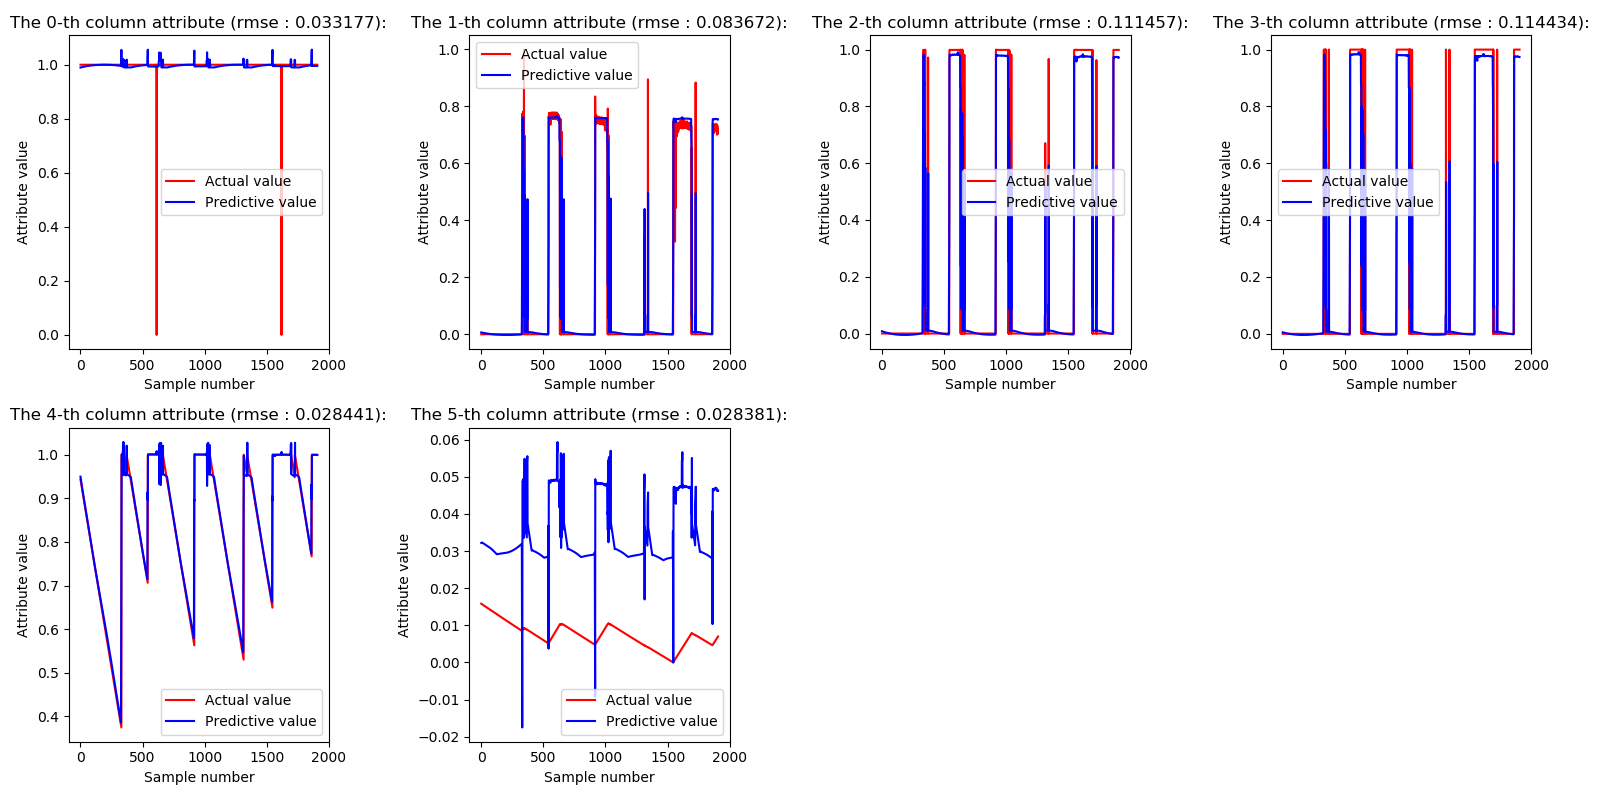 The 0-th column attribute (rmse : 0.033177):
Attribute value
1.0
0.8
0.6
0.4
0.2
0.0
Actual value
Predictive value
0 500 1000 1500 2000
Sample number
The 1-th column attribute (rmse : 0.083672):
Attribute value
1.0
0.8
0.6
0.4
0.2
0.0
Actual value
Predictive value
0 500 1000 1500 2000
Sample number
The 2-th column attribute (rmse : 0.111457):
Attribute value
1.0
0.8
0.6
0.4
0.2
0.0
Actual value
Predictive value
0 500 1000 1500 2000
Sample number
The 3-th column attribute (rmse : 0.114434):
Attribute value
1.0
0.8
0.6
0.4
0.2
0.0
Actual value
Predictive value
0 500 1000 1500 2000
Sample number
The 4-th column attribute (rmse : 0.028441):
Attribute value
1.0
0.9
0.8
0.7
0.6
0.5
0.4
Actual value
Predictive value
0 500 1000 1500 2000
Sample number
The 5-th column attribute (rmse : 0.028381):
Attribute value
0.06
0.05
0.04
0.03
0.02
0.01
0.00
−0.01
−0.02
Actual value
Predictive value
0 500 1000 1500 2000
Sample number